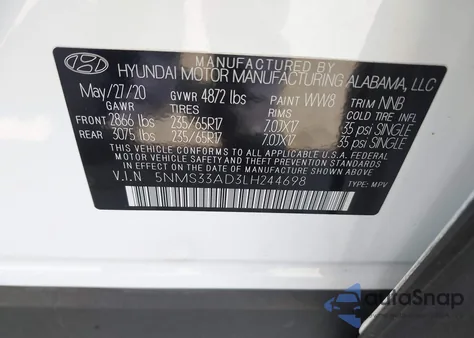 MANUFACTURED BY
HYUNDAI MOTOR MANUFACTURING ALABAMA, LLC
May/27/20 GVWR 4872 lbs PAINT WW8 TRIM NNB
GAWR TIRES RIMS COLD TIRE INFL
FRONT 2866 lbs 235/65R17 7.0JX17 35 psi SINGLE
REAR 3075 lbs 235/65R17 7.0JX17 35 psi SINGLE
THIS VEHICLE CONFORMS TO ALL APPLICABLE U.S.A. FEDERAL
MOTOR VEHICLE SAFETY STANDARDS IN EFFECT ON THE
DATE OF MANUFACTURE SHOWN ABOVE.
V.I.N 5NMS33AD3LH244698 TYPE: MPV
autoSnap